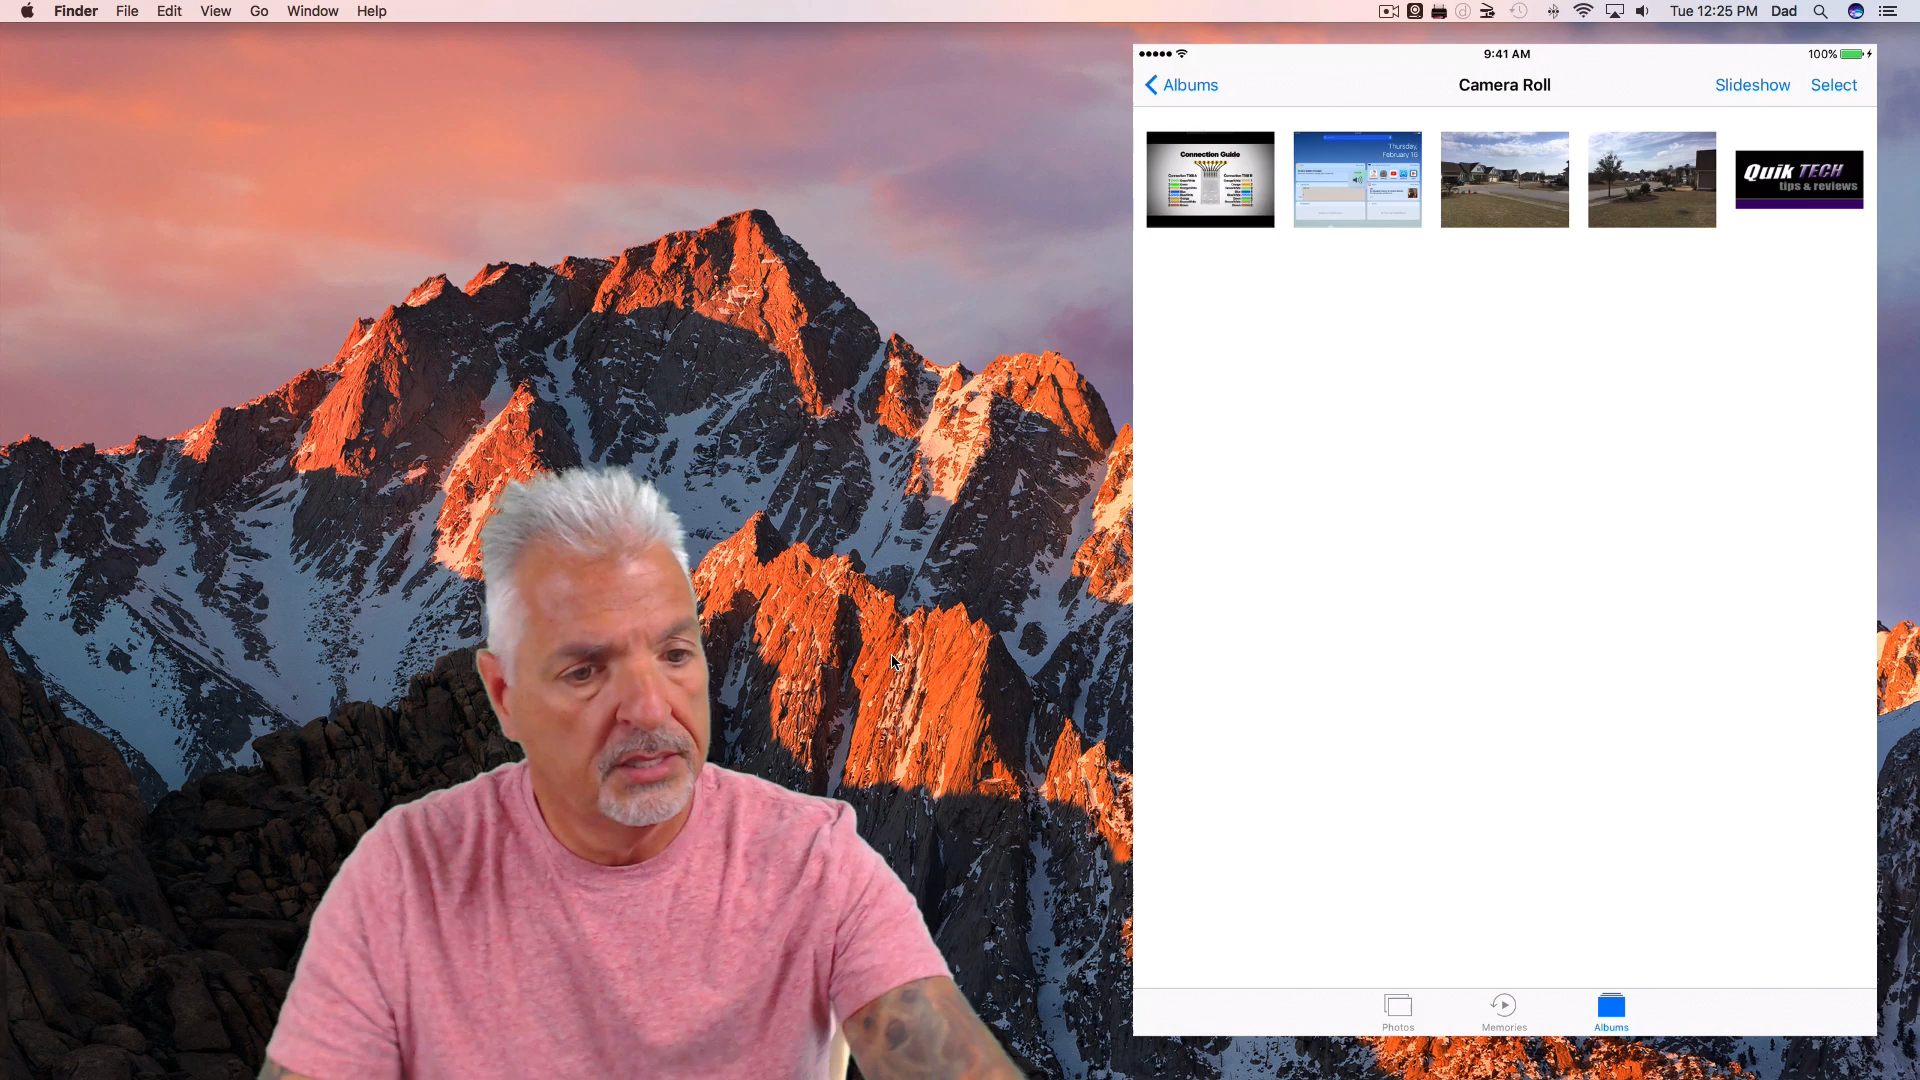 Finder File Edit View Go Window Help Tue 12:25 PM Dad
9:41 AM 100%
Albums Camera Roll Slideshow Select
Connection Guide
Thursday,
February 16
Quik TECH
tips & reviews
Photos Memories Albums